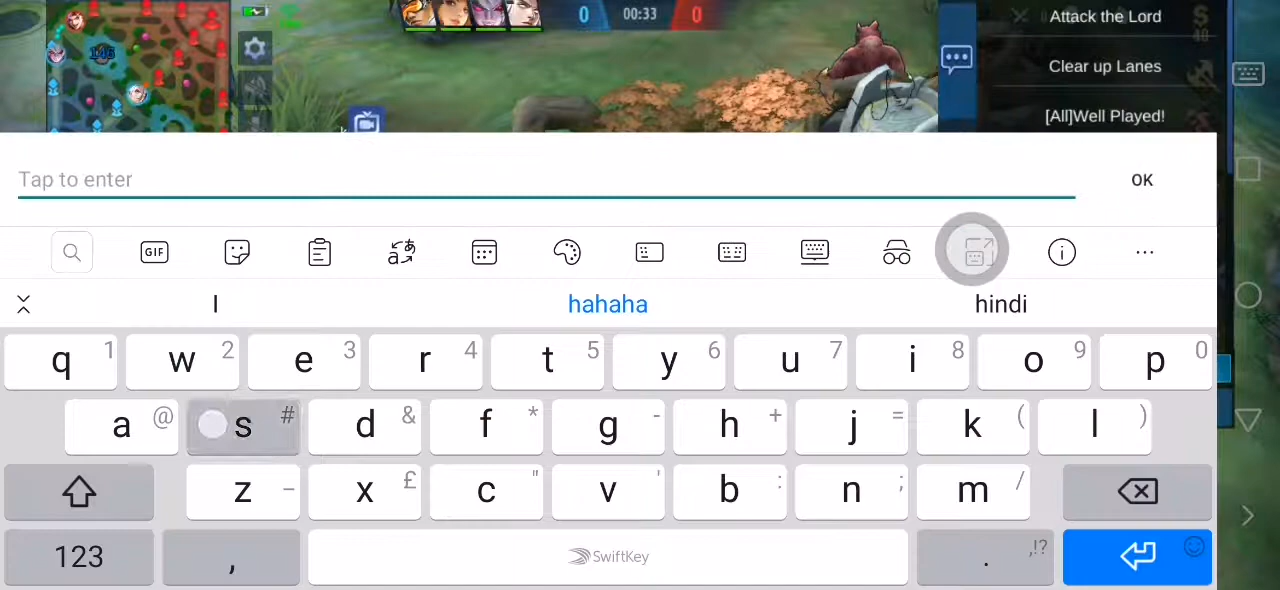 0 00:33 0
Attack the Lord
Clear up Lanes
[All]Well Played!
Tap to enter
OK
GIF
I hahaha hindi
q 1 w 2 e 3 r 4 t 5 y 6 u 7 i 8 o 9 p 0
a @ s # d & f * g - h + j = k ( l )
z _ x £ c " v ' b : n ; m /
123 , SwiftKey . ,!?